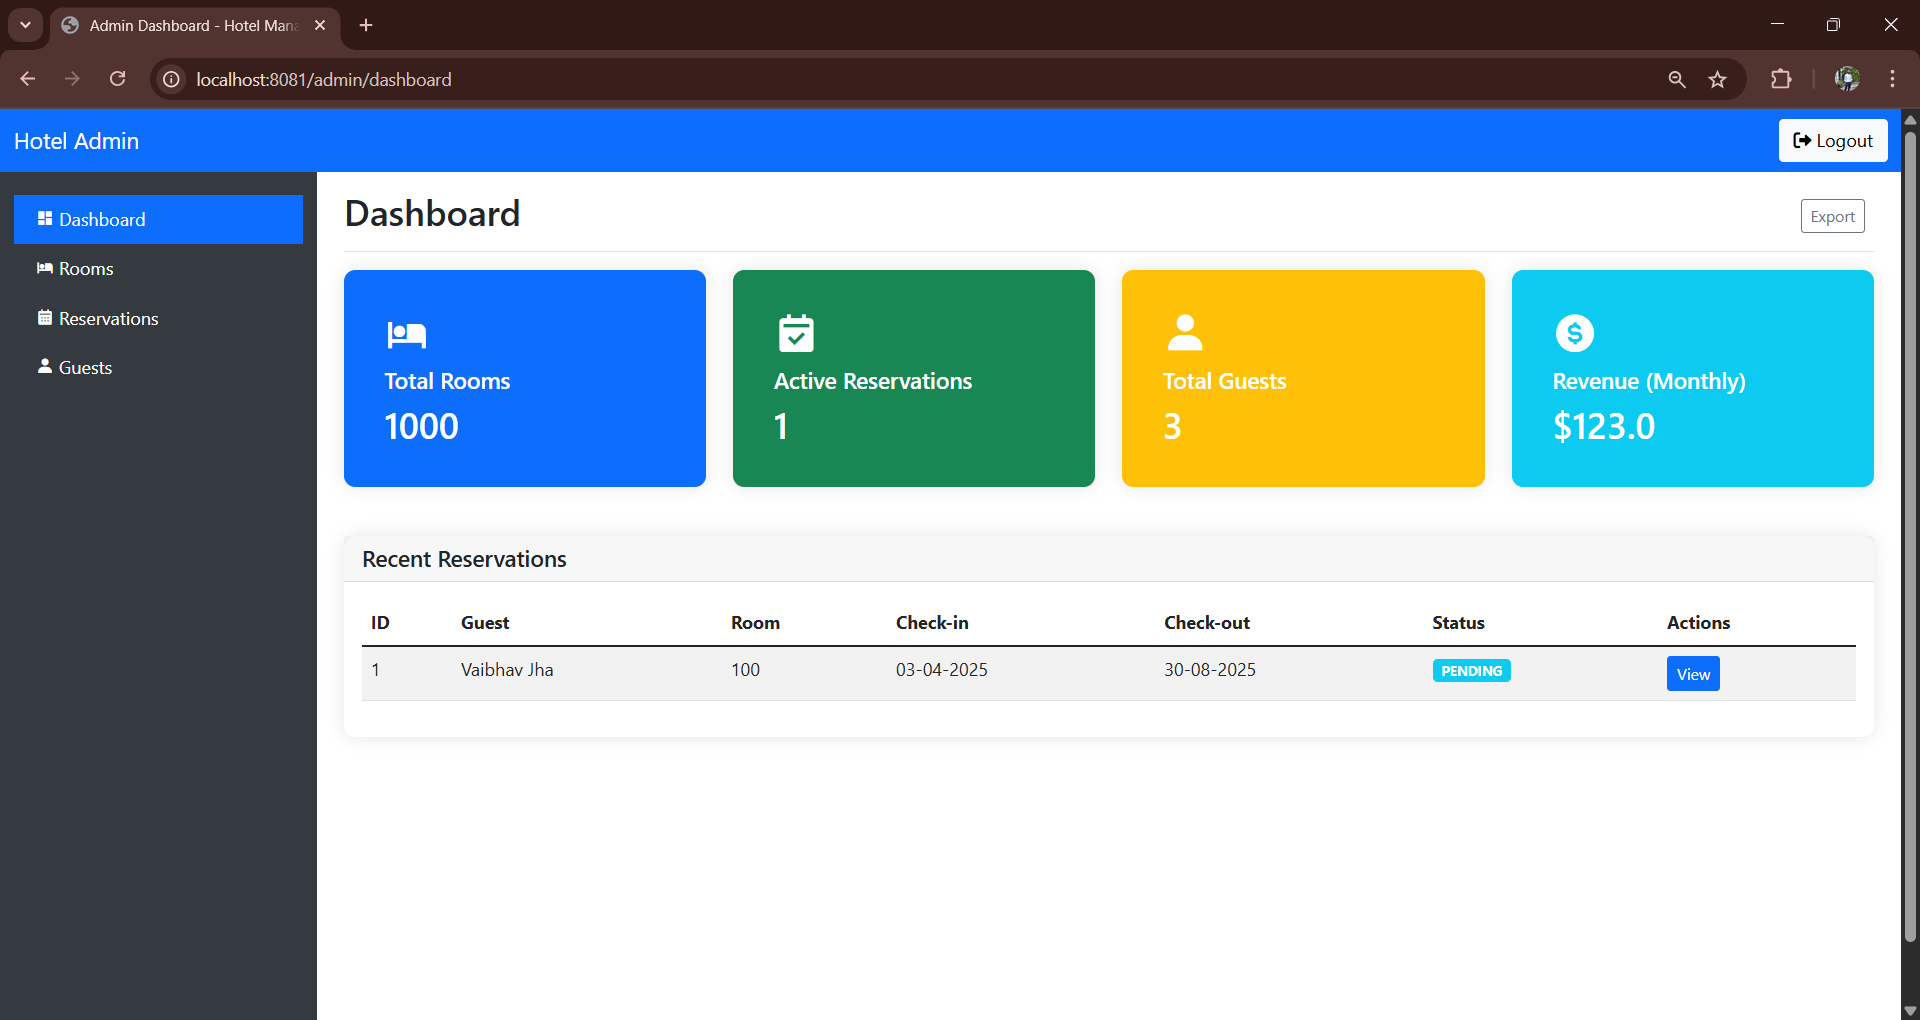 Admin Dashboard - Hotel Mana
localhost:8081/admin/dashboard
Hotel Admin
Logout
Dashboard
Rooms
Reservations
Guests
Dashboard
Export
Total Rooms
1000
Active Reservations
1
Total Guests
3
Revenue (Monthly)
$123.0
Recent Reservations
ID Guest Room Check-in Check-out Status Actions
1 Vaibhav Jha 100 03-04-2025 30-08-2025 PENDING View